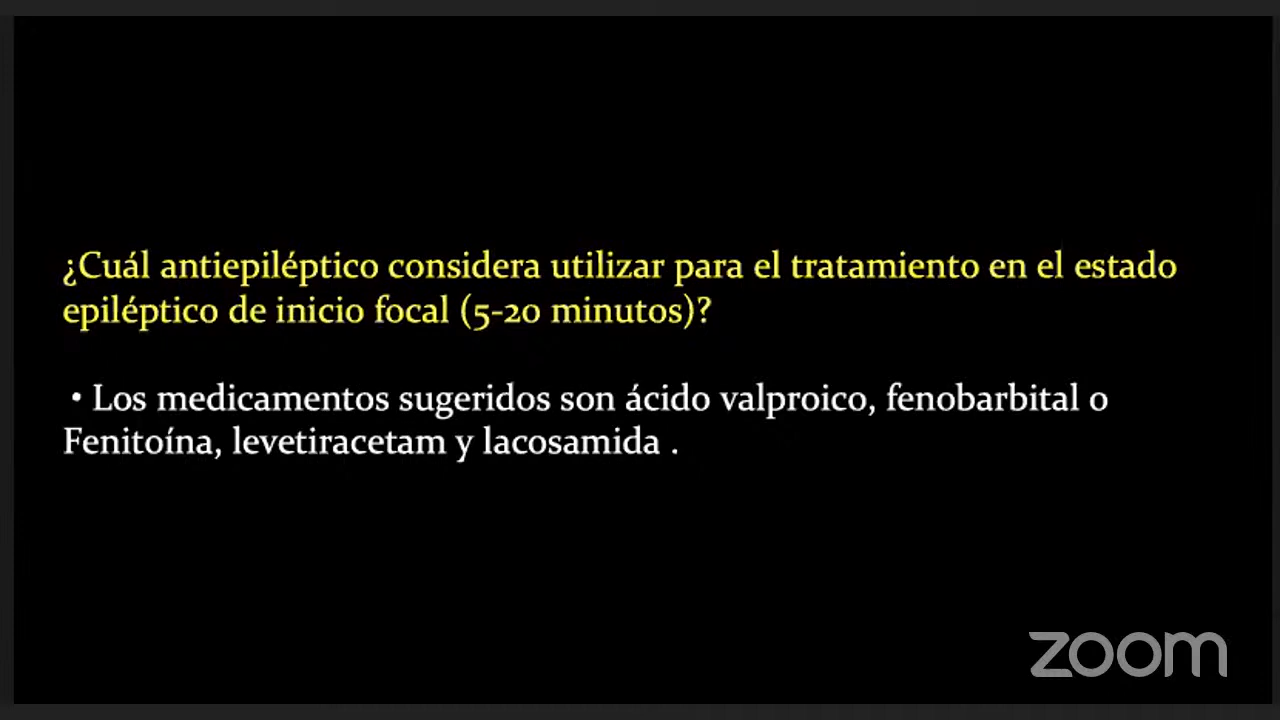 ¿Cuál antiepiléptico considera utilizar para el tratamiento en el estado
epiléptico de inicio focal (5-20 minutos)?
• Los medicamentos sugeridos son ácido valproico, fenobarbital o
Fenitoína, levetiracetam y lacosamida .
zoom